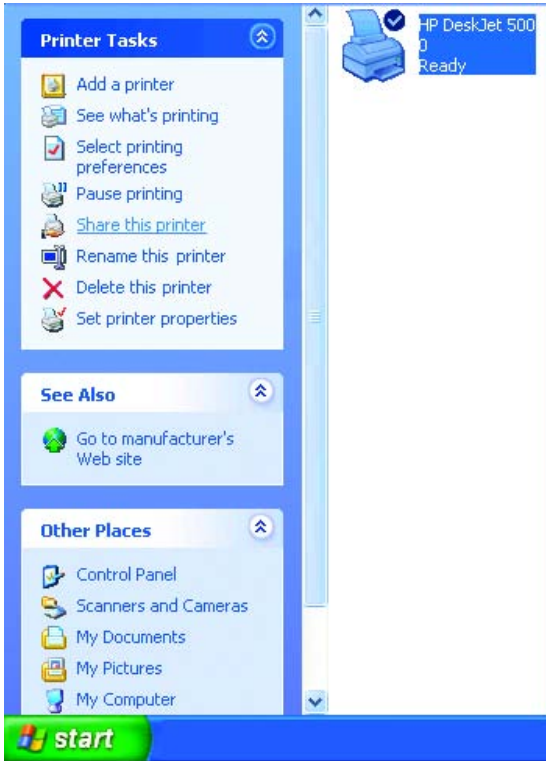 Printer Tasks
Add a printer
See what's printing
Select printing
preferences
Pause printing
Share this printer
Rename this printer
Delete this printer
Set printer properties
See Also
Go to manufacturer's
Web site
Other Places
Control Panel
Scanners and Cameras
My Documents
My Pictures
My Computer
HP DeskJet 500
0
Ready
start